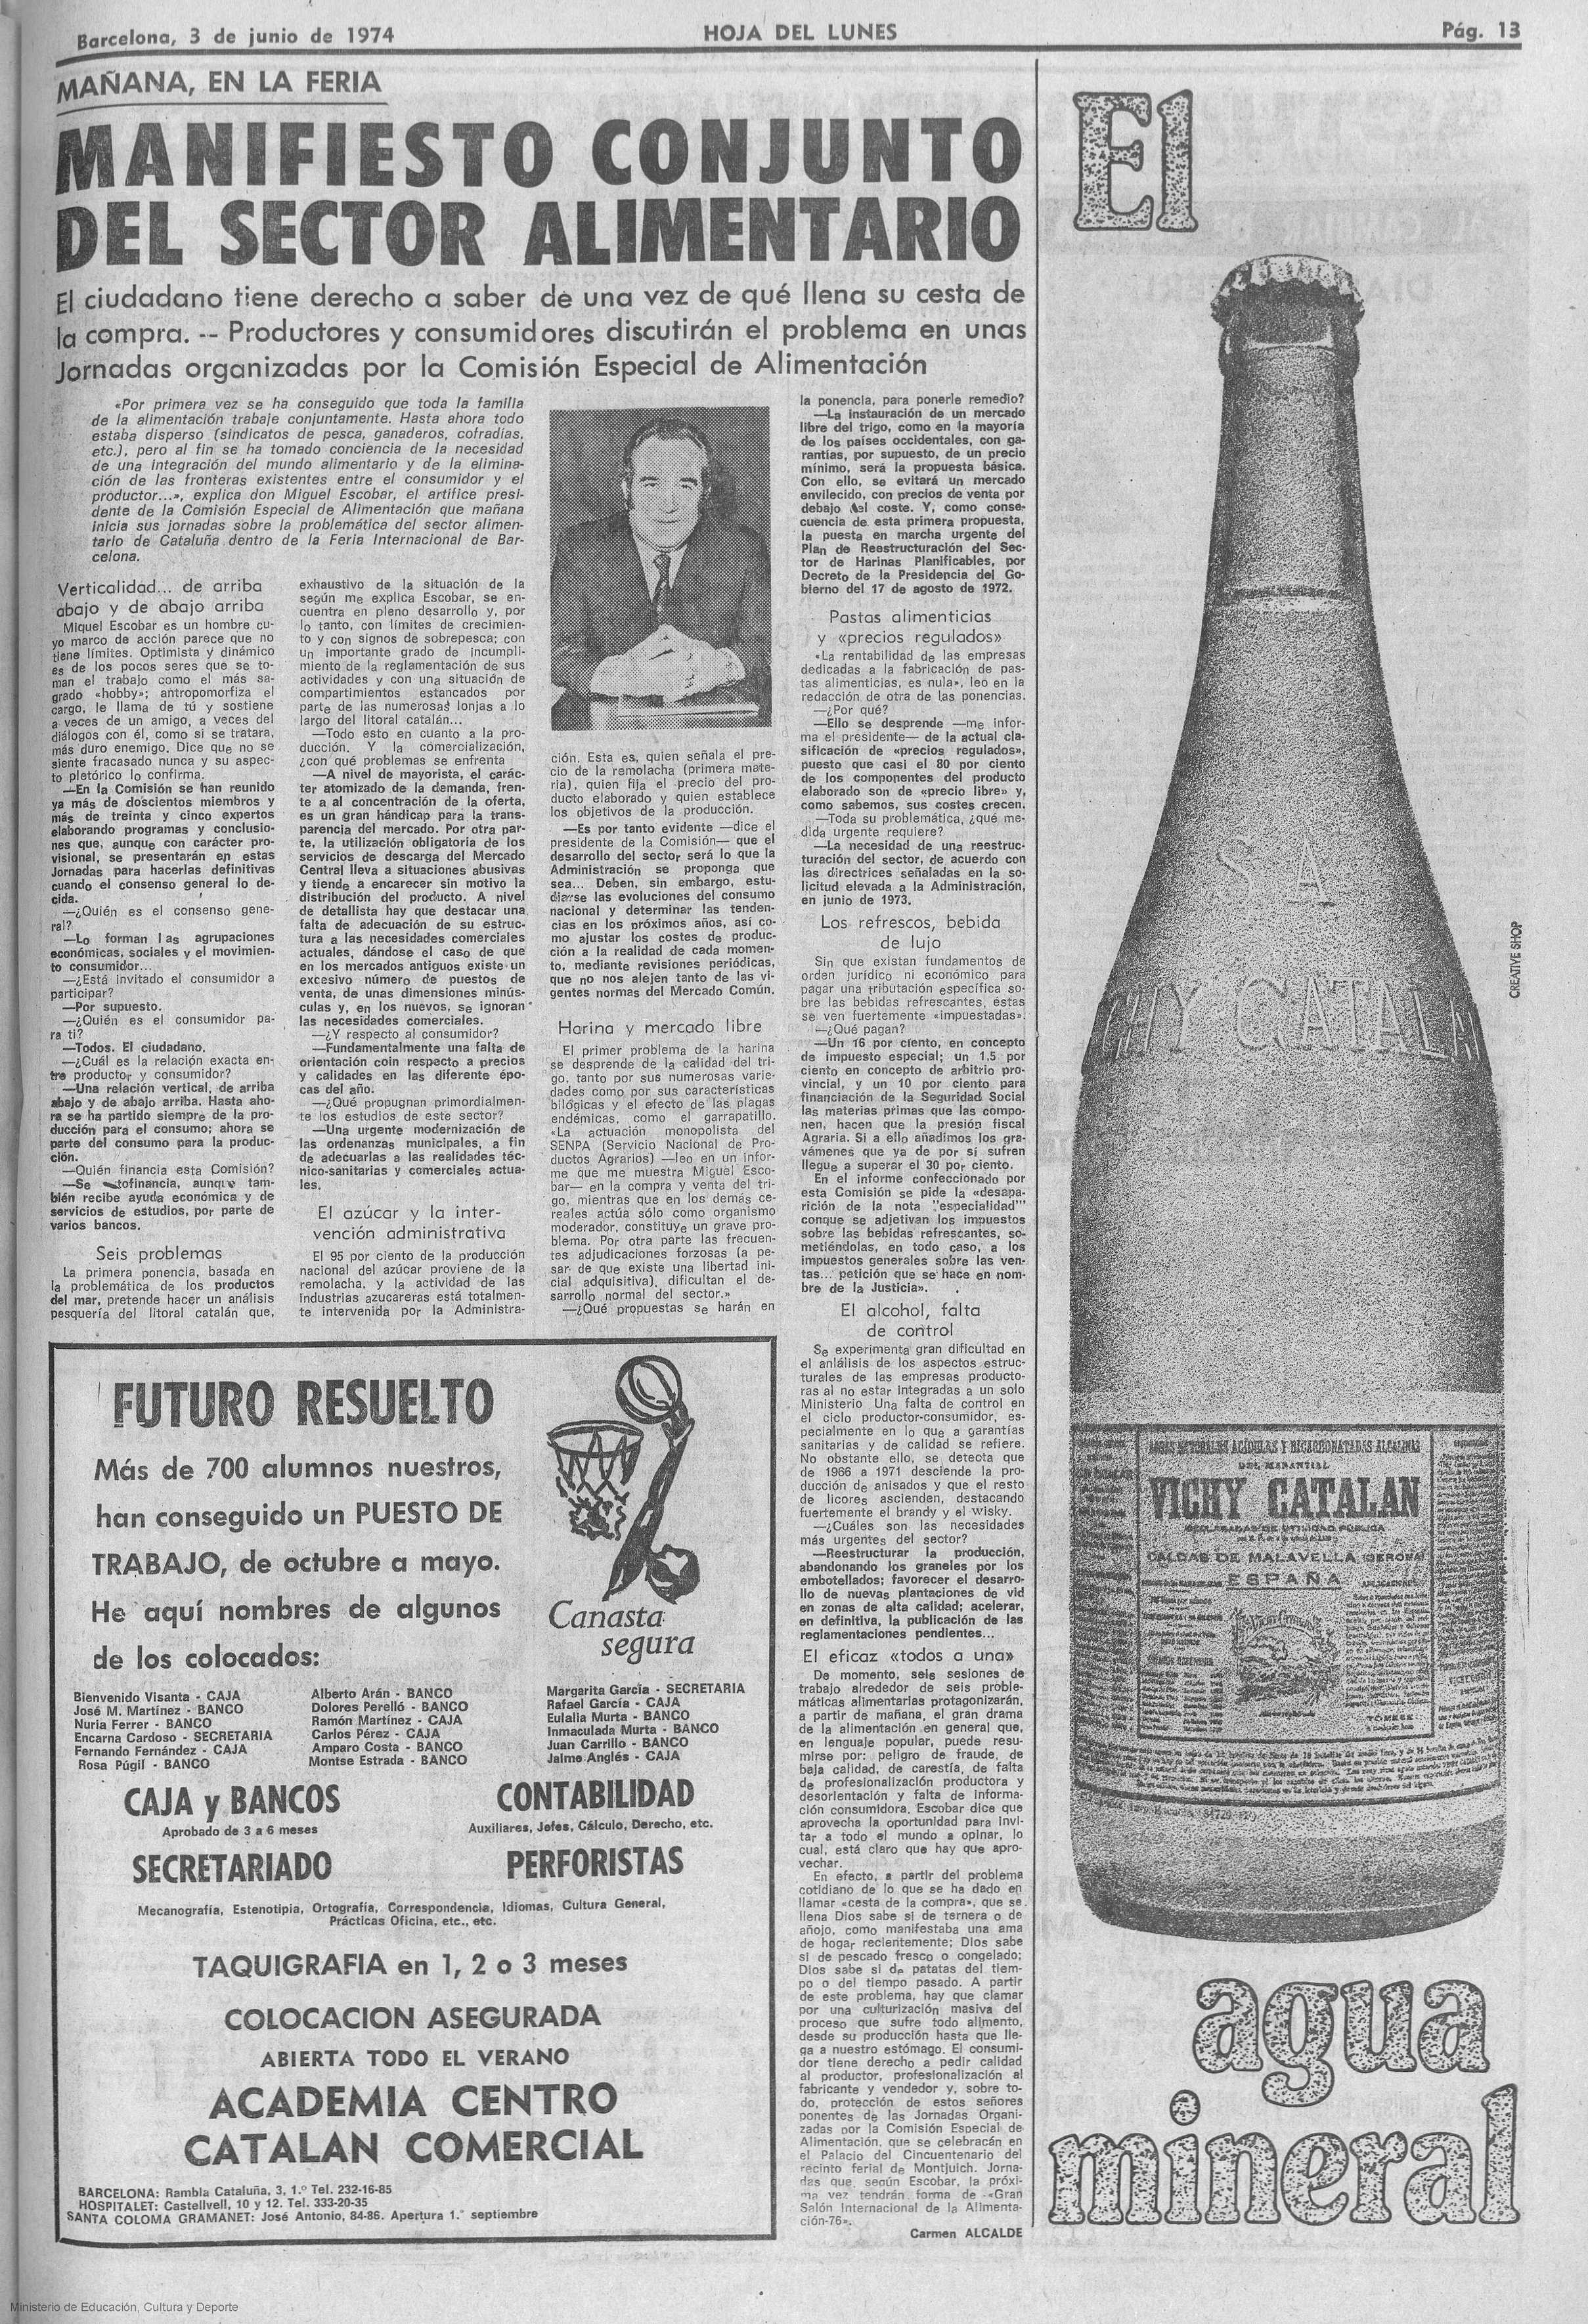 Barcelona, 3 de junio de 1974
HOJA DEL LUNES
Pág. 13
MAÑANA, EN LA FERIA
MANIFIESTO CONJUNTO
DEL SECTOR ALIMENTARIO
El ciudadano tiene derecho a saber de una vez de qué llena su cesta de
la compra. -- Productores y consumidores discutirán el problema en unas
Jornadas organizadas por la Comisión Especial de Alimentación
«Por primera vez se ha conseguido que toda la familia
de la alimentación trabaje conjuntamente. Hasta ahora todo
estaba disperso (sindicatos de pesca, ganaderos, cofradías,
etc.), pero al fin se ha tomado conciencia de la necesidad
de una integración del mundo alimentario y de la elimina-
ción de las fronteras existentes entre el consumidor y el
productor...», explica don Miguel Escobar, el artífice presi-
dente de la Comisión Especial de Alimentación que mañana
inicia sus jornadas sobre la problemática del sector alimen-
tario de Cataluña dentro de la Feria Internacional de Bar-
celona.
Verticalidad... de arriba
abajo y de abajo arriba
Miquel Escobar es un hombre cu-
yo marco de acción parece que no
tiene límites. Optimista y dinámico
es de los pocos seres que se to-
man el trabajo como el más sa-
grado «hobby»; antropomorfiza el
cargo, le llama de tú y sostiene
a veces de un amigo, a veces del
diálogos con él, como si se tratara,
más duro enemigo. Dice que no se
siente fracasado nunca y su aspec-
to pletórico lo confirma.
—En la Comisión se han reunido
ya más de doscientos miembros y
más de treinta y cinco expertos
elaborando programas y conclusio-
nes que, aunque con carácter pro-
visional, se presentarán en estas
Jornadas para hacerlas definitivas
cuando el consenso general lo de-
cida.
—¿Quién es el consenso gene-
ral?
—Lo forman las agrupaciones
económicas, sociales y el movimien-
to consumidor...
—¿Está invitado el consumidor a
participar?
—Por supuesto.
—¿Quién es el consumidor pa-
ra ti?
—Todos. El ciudadano.
—¿Cuál es la relación exacta en-
tre productor y consumidor?
—Una relación vertical, de arriba
abajo y de abajo arriba. Hasta aho-
ra se ha partido siempre de la pro-
ducción para el consumo; ahora se
parte del consumo para la produc-
ción.
—Quién financia esta Comisión?
—Se tofinancia, aunque tam-
bién recibe ayuda económica y de
servicios de estudios, por parte de
varios bancos.
Seis problemas
La primera ponencia, basada en
la problemática de los productos
del mar, pretende hacer un análisis
pesquería del litoral catalán que,
exhaustivo de la situación de la
según me explica Escobar, se en-
cuentra en pleno desarrollo y, por
lo tanto, con límites de crecimien-
to y con signos de sobrepesca; con
un importante grado de incumpli-
miento de la reglamentación de sus
actividades y con una situación de
compartimientos estancados por
parte de las numerosas lonjas a lo
largo del litoral catalán...
—Todo esto en cuanto a la pro-
ducción. Y la comercialización,
¿con qué problemas se enfrenta
—A nivel de mayorista, el carác-
ter atomizado de la demanda, fren-
te a al concentración de la oferta,
es un gran hándicap para la trans-
parencia del mercado. Por otra par-
te, la utilización obligatoria de los
servicios de descarga del Mercado
Central lleva a situaciones abusivas
y tiende a encarecer sin motivo la
distribución del producto. A nivel
de detallista hay que destacar una
falta de adecuación de su estruc-
tura a las necesidades comerciales
actuales, dándose el caso de que
en los mercados antiguos existe un
excesivo número de puestos de
venta, de unas dimensiones minús-
culas y, en los nuevos, se ignoran
las necesidades comerciales.
—¿Y respecto al consumidor?
—Fundamentalmente una falta de
orientación coin respecto a precios
y calidades en las diferente épo-
cas del año.
—¿Qué propugnan primordialmen-
te los estudios de este sector?
—Una urgente modernización de
las ordenanzas municipales, a fin
de adecuarlas a las realidades téc-
nico-sanitarias y comerciales actua-
les.
El azúcar y la inter-
vención administrativa
El 95 por ciento de la producción
nacional del azúcar proviene de la
remolacha, y la actividad de las
industrias azucareras está totalmen-
te intervenida por la Administra-
ción. Esta es, quien señala el pre-
cio de la remolacha (primera mate-
ria), quien fija el precio del pro-
ducto elaborado y quien establece
los objetivos de la producción.
—Es por tanto evidente —dice el
presidente de la Comisión— que el
desarrollo del sector será lo que la
Administración se proponga que
sea... Deben, sin embargo, estu-
diarse las evoluciones del consumo
nacional y determinar las tenden-
cias en los próximos años, así co-
mo ajustar los costes de produc-
ción a la realidad de cada momen-
to, mediante revisiones periódicas,
que no nos alejen tanto de las vi-
gentes normas del Mercado Común.
Harina y mercado libre
El primer problema de la harina
se desprende de la calidad del tri-
go, tanto por sus numerosas varie-
dades como por sus características
bilógicas y el efecto de las plagas
endémicas, como el garrapatillo.
«La actuación monopolista del
SENPA (Servicio Nacional de Pro-
ductos Agrarios) —leo en un infor-
me que me muestra Miguel Esco-
bar— en la compra y venta del tri-
go, mientras que en los demás ce-
reales actúa sólo como organismo
moderador, constituye un grave pro-
blema. Por otra parte las frecuen-
tes adjudicaciones forzosas (a pe-
sar de que existe una libertad ini-
cial adquisitiva), dificultan el de-
sarrollo normal del sector.»
—¿Qué propuestas se harán en
la ponencia, para ponerle remedio?
—La instauración de un mercado
libre del trigo, como en la mayoría
de los países occidentales, con ga-
rantías, por supuesto, de un precio
mínimo, será la propuesta básica.
Con ello, se evitará un mercado
envilecido, con precios de venta por
debajo del coste. Y, como conse-
cuencia de esta primera propuesta,
la puesta en marcha urgente del
Plan de Reestructuración del Sec-
tor de Harinas Planificables, por
Decreto de la Presidencia del Go-
bierno del 17 de agosto de 1972.
Pastas alimenticias
y «precios regulados»
«La rentabilidad de las empresas
dedicadas a la fabricación de pas-
tas alimenticias, es nula», leo en la
redacción de otra de las ponencias.
—¿Por qué?
—Ello se desprende —me infor-
ma el presidente— de la actual cla-
sificación de «precios regulados»,
puesto que casi el 80 por ciento
de los componentes del producto
elaborado son de «precio libre» y,
como sabemos, sus costes crecen.
—Toda su problemática, ¿qué me-
dida urgente requiere?
—La necesidad de una reestruc-
turación del sector, de acuerdo con
las directrices señaladas en la so-
licitud elevada a la Administración,
en junio de 1973.
Los refrescos, bebida
de lujo
Sin que existan fundamentos de
orden jurídico ni económico para
pagar una tributación específica so-
bre las bebidas refrescantes, éstas
se ven fuertemente «impuestadas».
—¿Qué pagan?
—Un 16 por ciento, en concepto
de impuesto especial; un 1,5 por
ciento en concepto de arbitrio pro-
vincial, y un 10 por ciento para
financiación de la Seguridad Social
las materias primas que las compo-
nen, hacen que la presión fiscal
Agraria. Si a ello añadimos los gra-
vámenes que ya de por sí sufren
llegue a superar el 30 por ciento.
En el informe confeccionado por
esta Comisión se pide la «desapa-
rición de la nota "especialidad"'
conque se adjetivan los impuestos
sobre las bebidas refrescantes, so-
metiéndolas, en todo caso, a los
impuestos generales sobre las ven-
tas... petición que se hace en nom-
bre de la Justicia».
El alcohol, falta
de control
Se experimenta gran dificultad en
el anlálisis de los aspectos estruc-
turales de las empresas producto-
ras al no estar integradas a un solo
Ministerio Una falta de control en
el ciclo productor-consumidor, es-
pecialmente en lo que a garantías
sanitarias y de calidad se refiere.
No obstante ello, se detecta que
de 1966 a 1971 desciende la pro-
ducción de anisados y que el resto
de licores ascienden, destacando
fuertemente el brandy y el wisky.
—¿Cuáles son las necesidades
más urgentes del sector?
—Reestructurar la producción,
abandonando los graneles por los
embotellados; favorecer el desarro-
llo de nuevas plantaciones de vid
en zonas de alta calidad; acelerar,
en definitiva, la publicación de las
reglamentaciones pendientes...
El eficaz «todos a una»
De momento, seis sesiones de
trabajo alrededor de seis proble-
máticas alimentarias protagonizarán,
a partir de mañana, el gran drama
de la alimentación en general que,
en lenguaje popular, puede resu-
mirse por: peligro de fraude, de
baja calidad, de carestía, de falta
de profesionalización productora y
desorientación y falta de informa-
ción consumidora. Escobar dice que
aprovecha la oportunidad para invi-
tar a todo el mundo a opinar, lo
cual, está claro que hay que apro-
vechar.
En efecto, a partir del problema
cotidiano de lo que se ha dado en
llamar «cesta de la compra», que se
llena Dios sabe si de ternera o de
añojo, como manifestaba una ama
de hogar recientemente; Dios sabe
si de pescado fresco o congelado;
Dios sabe si de patatas del tiem-
po o del tiempo pasado. A partir
de este problema, hay que clamar
por una culturización masiva del
proceso que sufre todo alimento,
desde su producción hasta que lle-
ga a nuestro estómago. El consumi-
dor tiene derecho a pedir calidad
al productor, profesionalización al
fabricante y vendedor y, sobre to-
do, protección de estos señores
ponentes de las Jornadas Organi-
zadas por la Comisión Especial de
Alimentación, que se celebracán en
el Palacio del Cincuentenario del
recinto ferial de Montjuich. Jorna-
das que según Escobar, la próxi-
ma vez tendrán forma de «Gran
Salón Internacional de la Alimenta-
ción-76».
Carmen ALCALDE
FUTURO RESUELTO
Más de 700 alumnos nuestros,
han conseguido un PUESTO DE
TRABAJO, de octubre a mayo.
He aquí nombres de algunos
de los colocados:
Canasta
segura
Bienvenido Visanta - CAJA
José M. Martínez - BANCO
Nuria Ferrer - BANCO
Encarna Cardoso - SECRETARIA
Fernando Fernández - CAJA
Rosa Púgil - BANCO
Alberto Arán - BANCO
Dolores Perelló - BANCO
Ramón Martínez - CAJA
Carlos Pérez - CAJA
Amparo Costa - BANCO
Montse Estrada - BANCO
Margarita García - SECRETARIA
Rafael García - CAJA
Eulalia Murta - BANCO
Inmaculada Murta - BANCO
Juan Carrillo - BANCO
Jaime Anglés - CAJA
CAJA y BANCOS
Aprobado de 3 a 6 meses
CONTABILIDAD
Auxiliares, Jefes, Cálculo, Derecho, etc.
SECRETARIADO
PERFORISTAS
Mecanografía, Estenotipia, Ortografía, Correspondencia, Idiomas, Cultura General,
Prácticas Oficina, etc., etc.
TAQUIGRAFIA en 1, 2 o 3 meses
COLOCACION ASEGURADA
ABIERTA TODO EL VERANO
ACADEMIA CENTRO
CATALAN COMERCIAL
BARCELONA: Rambla Cataluña, 3, 1.º Tel. 232-16-85
HOSPITALET: Castellvell, 10 y 12. Tel. 333-20-35
SANTA COLOMA GRAMANET: José Antonio, 84-86. Apertura 1.° septiembre
El
S A
HY CATALA
AGUAS NATURALES ACÍDULAS Y BICARBONATADAS ALCALINAS
DEL MANANTIAL
VICHY CATALAN
DECLARADAS DE UTILIDAD PÚBLICA
CALDAS DE MALAVELLA (GERONA)
ESPAÑA
CREATIVE SHOP
agua
mineral
Ministerio de Educación, Cultura y Deporte